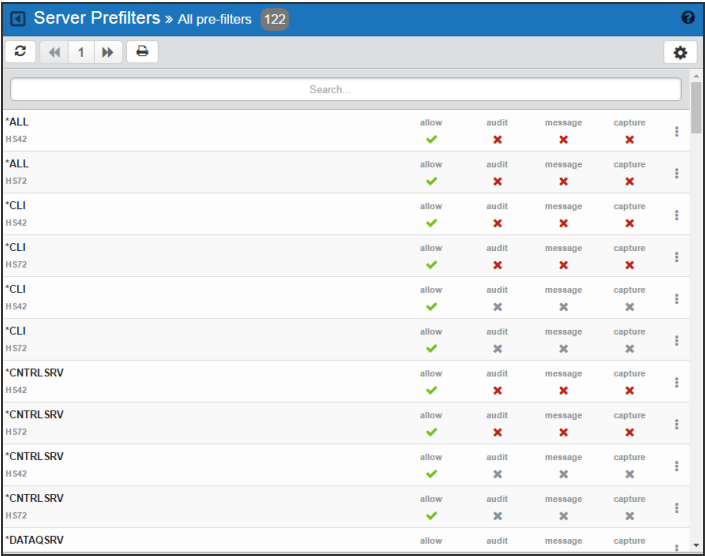 Server Prefilters » All pre-filters 122
1
Search...
*ALL allow audit message capture
HS42
*ALL allow audit message capture
HS72
*CLI allow audit message capture
HS42
*CLI allow audit message capture
HS72
*CLI allow audit message capture
HS42
*CLI allow audit message capture
HS72
*CNTRLSRV allow audit message capture
HS42
*CNTRLSRV allow audit message capture
HS72
*CNTRLSRV allow audit message capture
HS42
*CNTRLSRV allow audit message capture
HS72
*DATAQSRV allow audit message capture